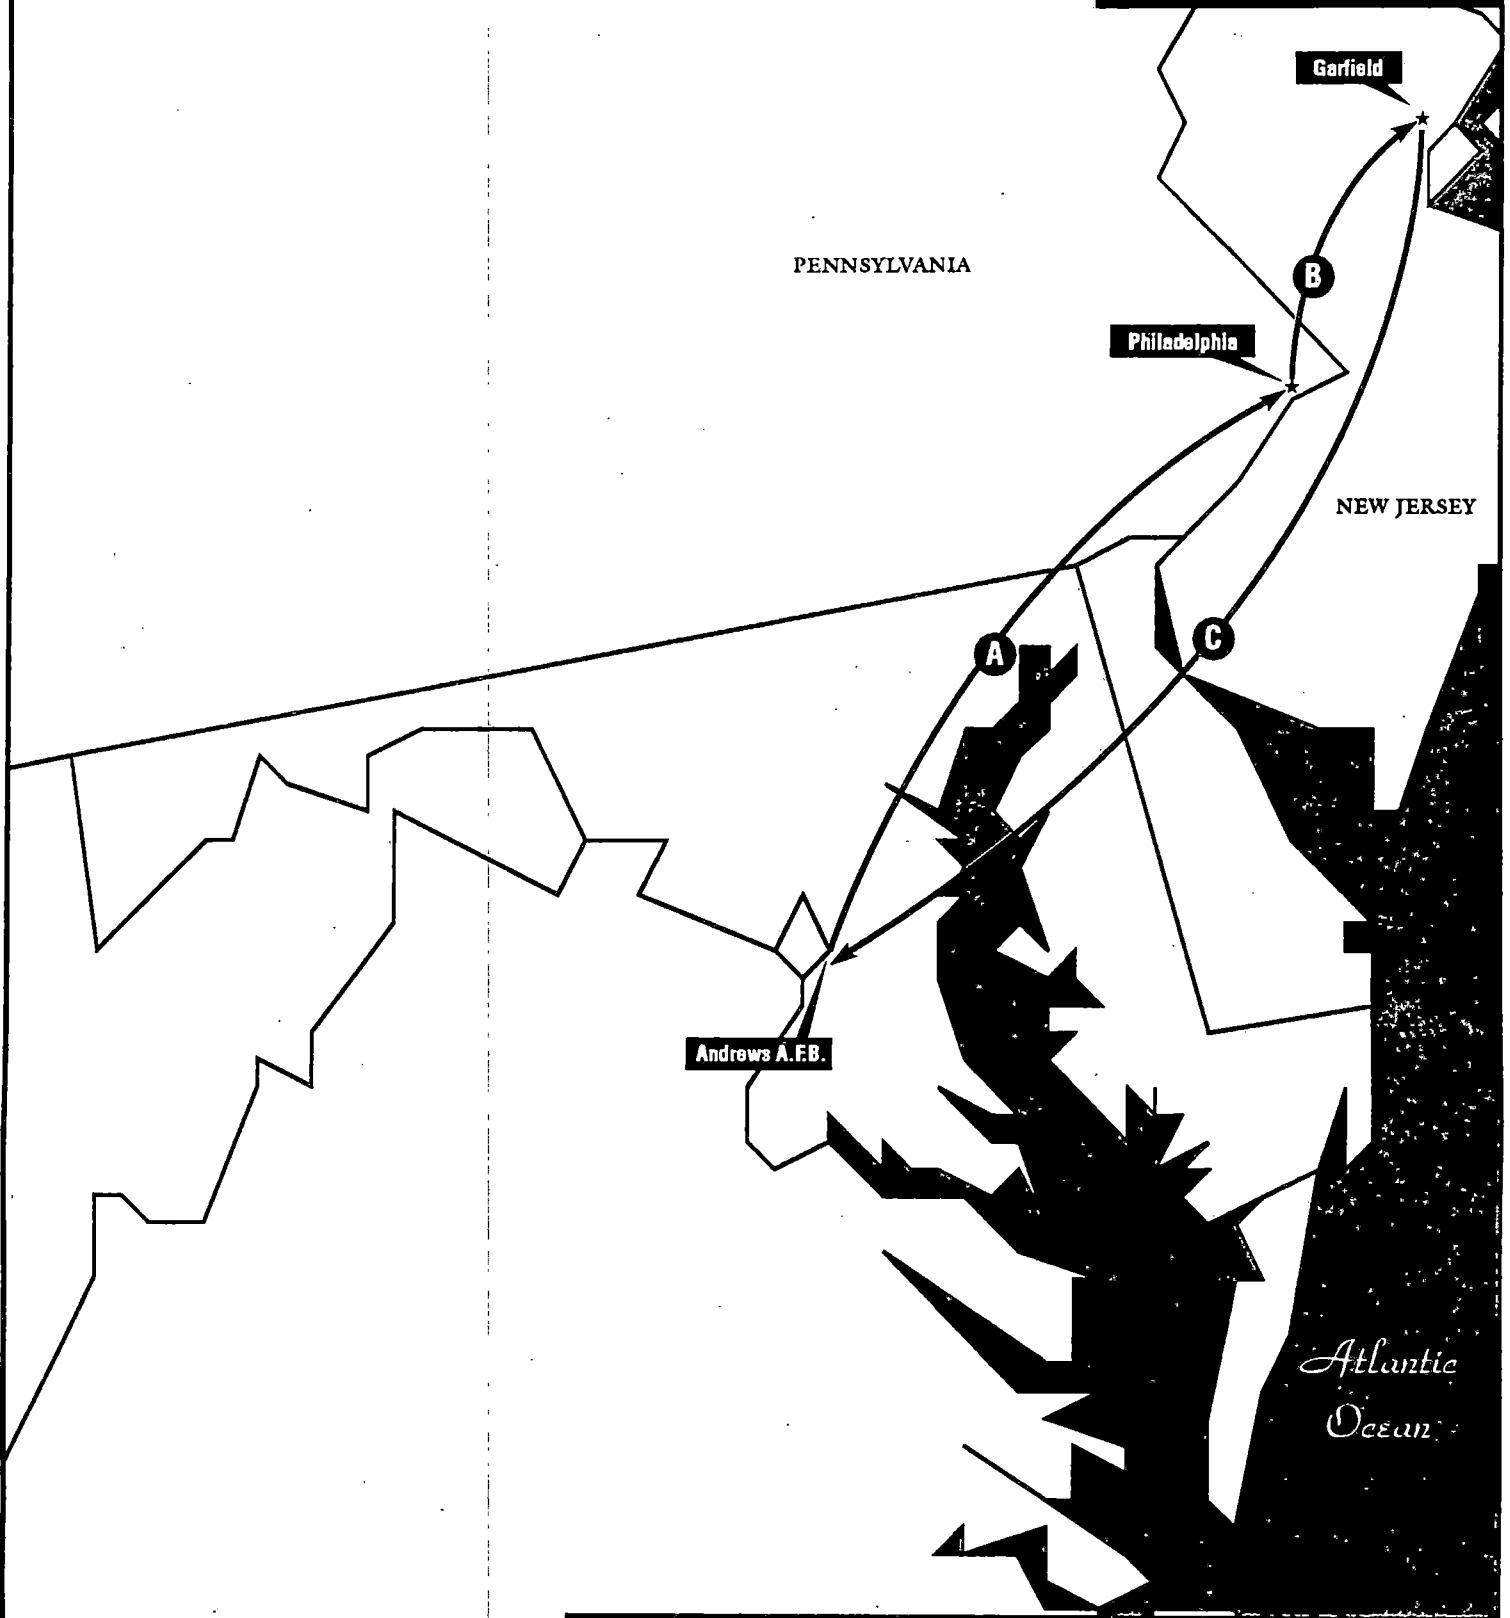 Garfield
PENNSYLVANIA
B
Philadelphia
NEW JERSEY
A
C
Andrews A.F.B.
Atlantic
Ocean